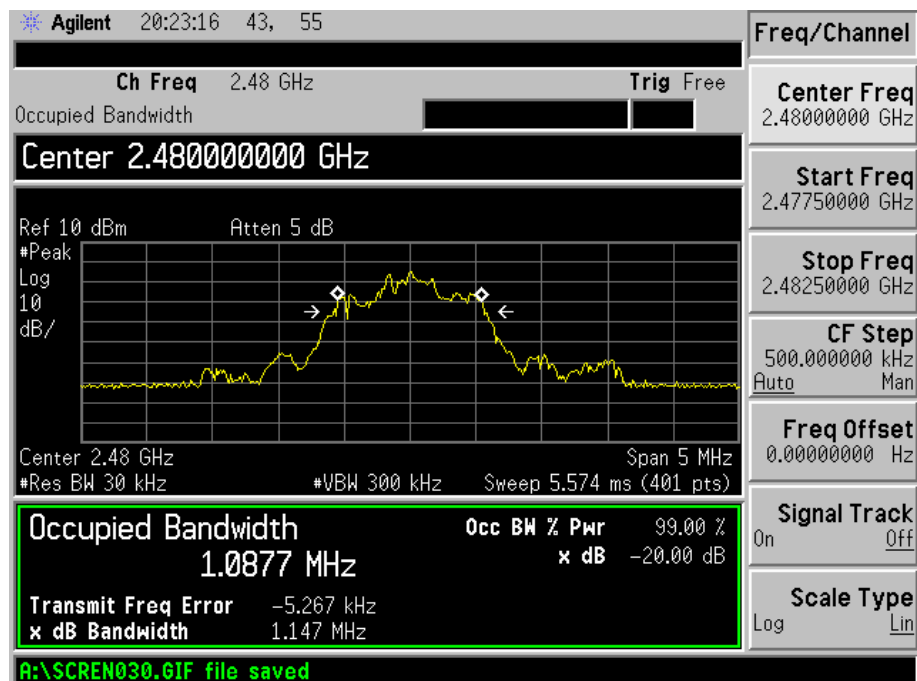 Agilent 20:23:16 43, 55
Ch Freq 2.48 GHz Trig Free
Occupied Bandwidth
Center 2.480000000 GHz
Ref 10 dBm Atten 5 dB
#Peak
Log
10
dB/
Center 2.48 GHz Span 5 MHz
#Res BW 30 kHz #VBW 300 kHz Sweep 5.574 ms (401 pts)
Occupied Bandwidth Occ BW % Pwr 99.00 %
1.0877 MHz x dB -20.00 dB
Transmit Freq Error -5.267 kHz
x dB Bandwidth 1.147 MHz
A:\SCREN030.GIF file saved
Freq/Channel
Center Freq
2.48000000 GHz
Start Freq
2.47750000 GHz
Stop Freq
2.48250000 GHz
CF Step
500.000000 kHz
Auto Man
Freq Offset
0.00000000 Hz
Signal Track
On Off
Scale Type
Log Lin